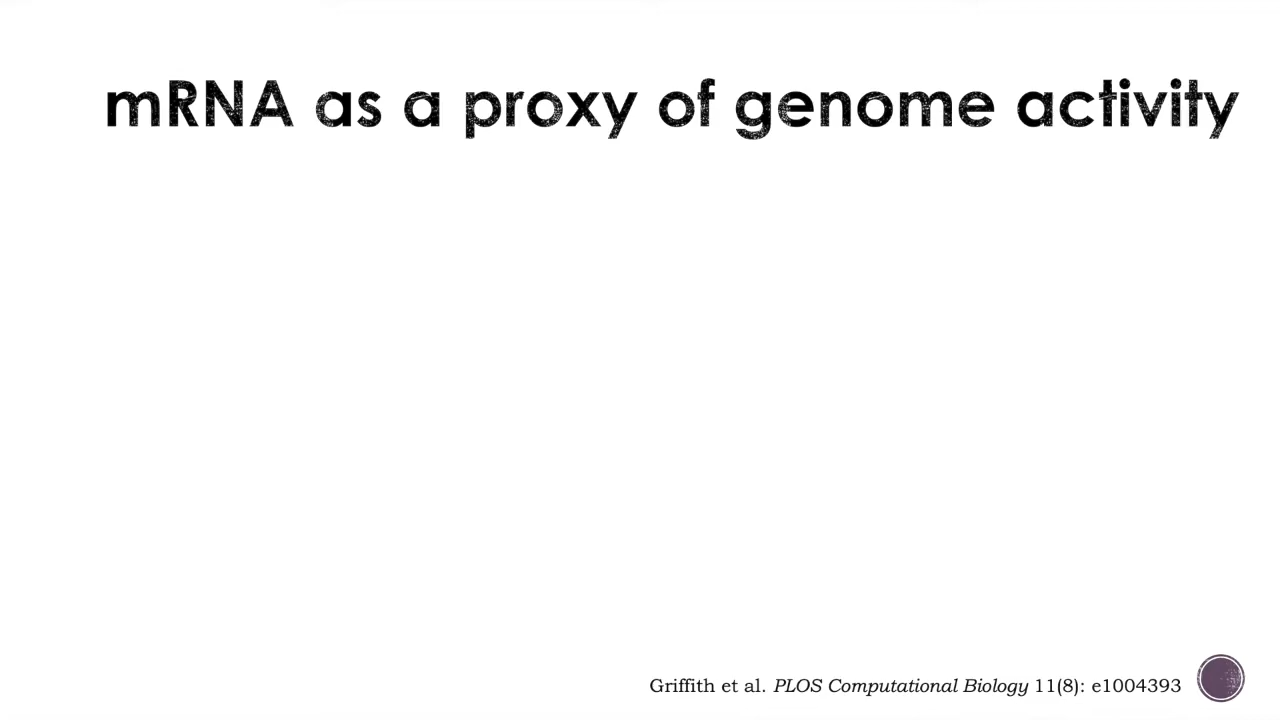 mRNA as a proxy of genome activity
Griffith et al. PLOS Computational Biology 11(8): e1004393